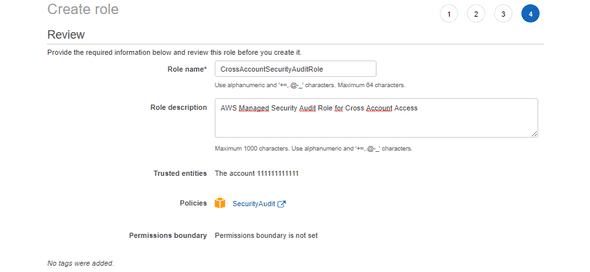 Create role
1 2 3 4
Review
Provide the required information below and review this role before you create it.
Role name* CrossAccountSecurityAuditRole
Use alphanumeric and '+=,.@-_' characters. Maximum 64 characters.
Role description AWS Managed Security Audit Role for Cross Account Access
Maximum 1000 characters. Use alphanumeric and '+=,.@-_' characters.
Trusted entities The account 111111111111
Policies SecurityAudit
Permissions boundary Permissions boundary is not set
No tags were added.